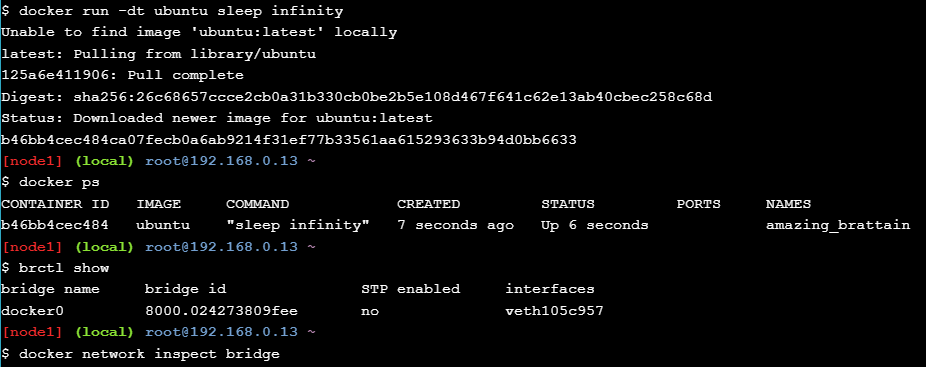 $ docker run -dt ubuntu sleep infinity
Unable to find image 'ubuntu:latest' locally
latest: Pulling from library/ubuntu
125a6e411906: Pull complete
Digest: sha256:26c68657ccce2cb0a31b330cb0be2b5e108d467f641c62e13ab40cbec258c68d
Status: Downloaded newer image for ubuntu:latest
b46bb4cec484ca07fecb0a6ab9214f31ef77b33561aa615293633b94d0bb6633
[node1] (local) root@192.168.0.13 ~
$ docker ps
CONTAINER ID   IMAGE     COMMAND            CREATED         STATUS         PORTS     NAMES
b46bb4cec484   ubuntu    "sleep infinity"   7 seconds ago   Up 6 seconds             amazing_brattain
[node1] (local) root@192.168.0.13 ~
$ brctl show
bridge name     bridge id               STP enabled     interfaces
docker0         8000.024273809fee       no              veth105c957
[node1] (local) root@192.168.0.13 ~
$ docker network inspect bridge